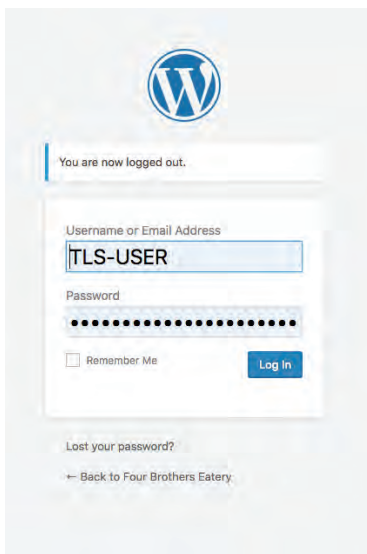 You are now logged out.
Username or Email Address
TLS-USER
Password
●●●●●●●●●●●●●●●●●●●●●●
Remember Me
Log In
Lost your password?
← Back to Four Brothers Eatery